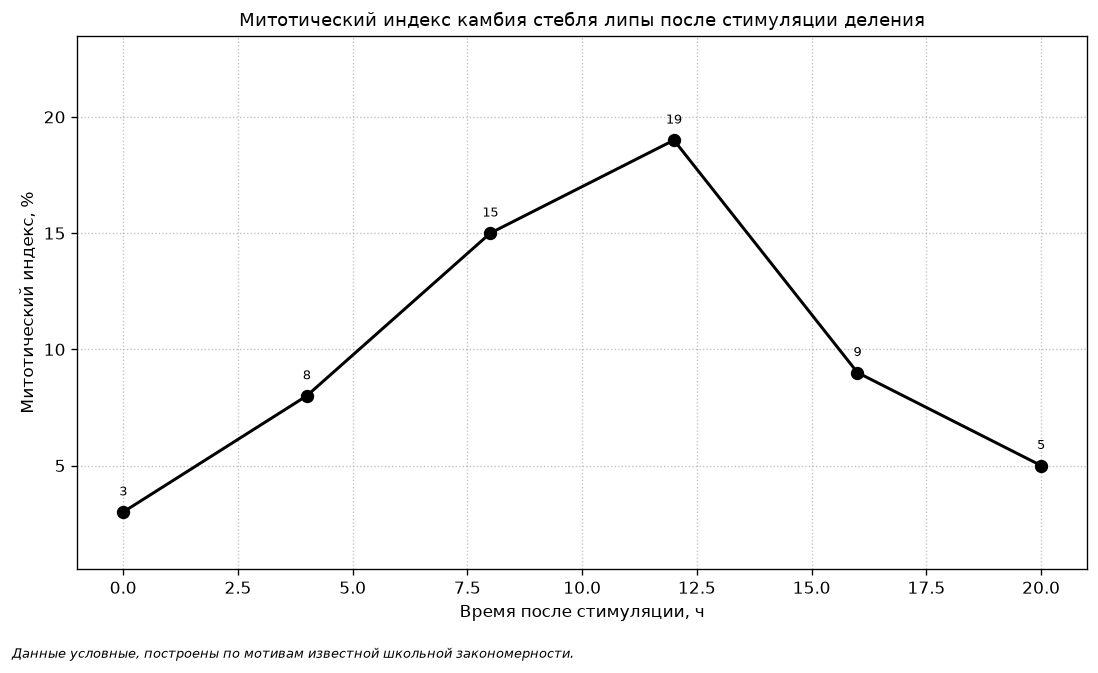 Митотический индекс камбия стебля липы после стимуляции деления
Митотический индекс, %
20
15
10
5
3
8
15
19
9
5
0.0 2.5 5.0 7.5 10.0 12.5 15.0 17.5 20.0
Время после стимуляции, ч
Данные условные, построены по мотивам известной школьной закономерности.